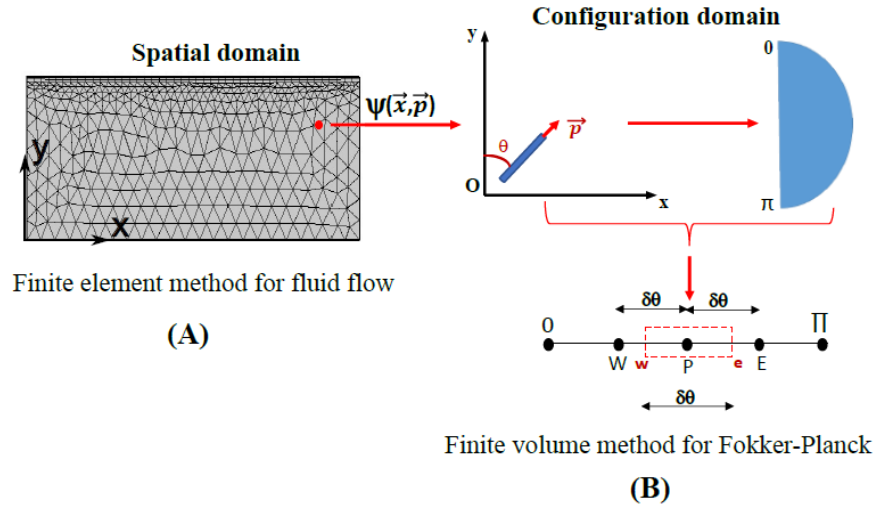 Spatial domain
Configuration domain
y
x
ψ(x⃗,p⃗)
y
θ
p⃗
O
x
0
π
Finite element method for fluid flow
(A)
δθ δθ
0 W w P e E Π
δθ
Finite volume method for Fokker-Planck
(B)